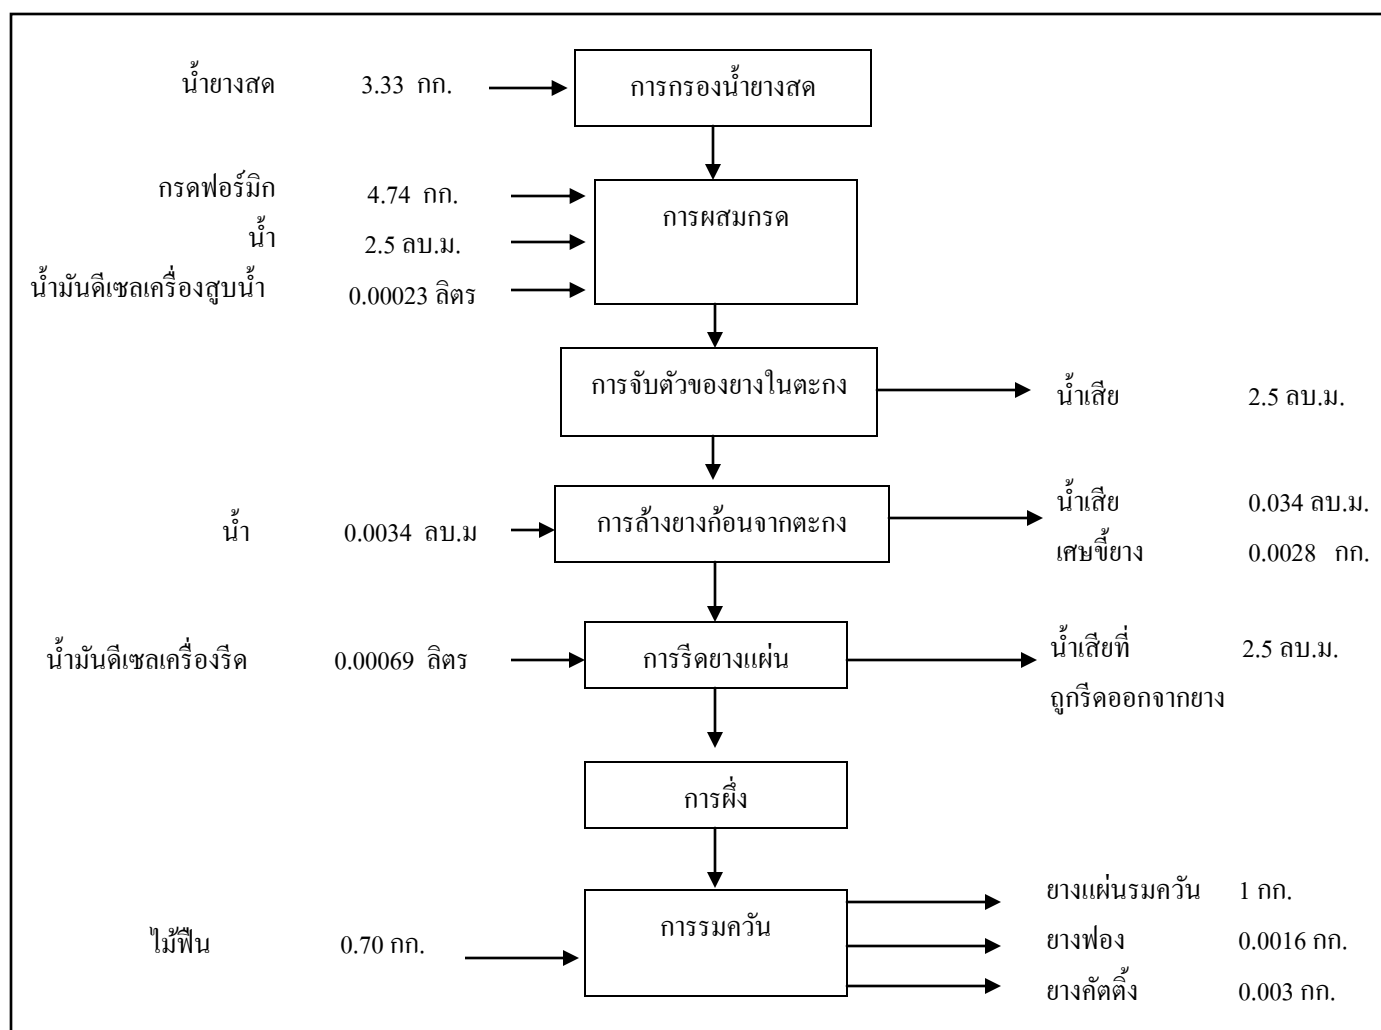 น้ำยางสด 3.33 กก. การกรองน้ำยางสด
กรดฟอร์มิก 4.74 กก.
การผสมกรด
น้ำ 2.5 ลบ.ม.
น้ำมันดีเซลเครื่องสูบน้ำ 0.00023 ลิตร
การจับตัวของยางในตะกง น้ำเสีย 2.5 ลบ.ม.
น้ำ 0.0034 ลบ.ม การล้างยางก้อนจากตะกง น้ำเสีย 0.034 ลบ.ม.
เศษขี้ยาง 0.0028 กก.
น้ำมันดีเซลเครื่องรีด 0.00069 ลิตร การรีดยางแผ่น น้ำเสียที่ 2.5 ลบ.ม.
ถูกรีดออกจากยาง
การผึ่ง
ยางแผ่นรมควัน 1 กก.
ไม้ฟืน 0.70 กก. การรมควัน ยางฟอง 0.0016 กก.
ยางคัตติ้ง 0.003 กก.